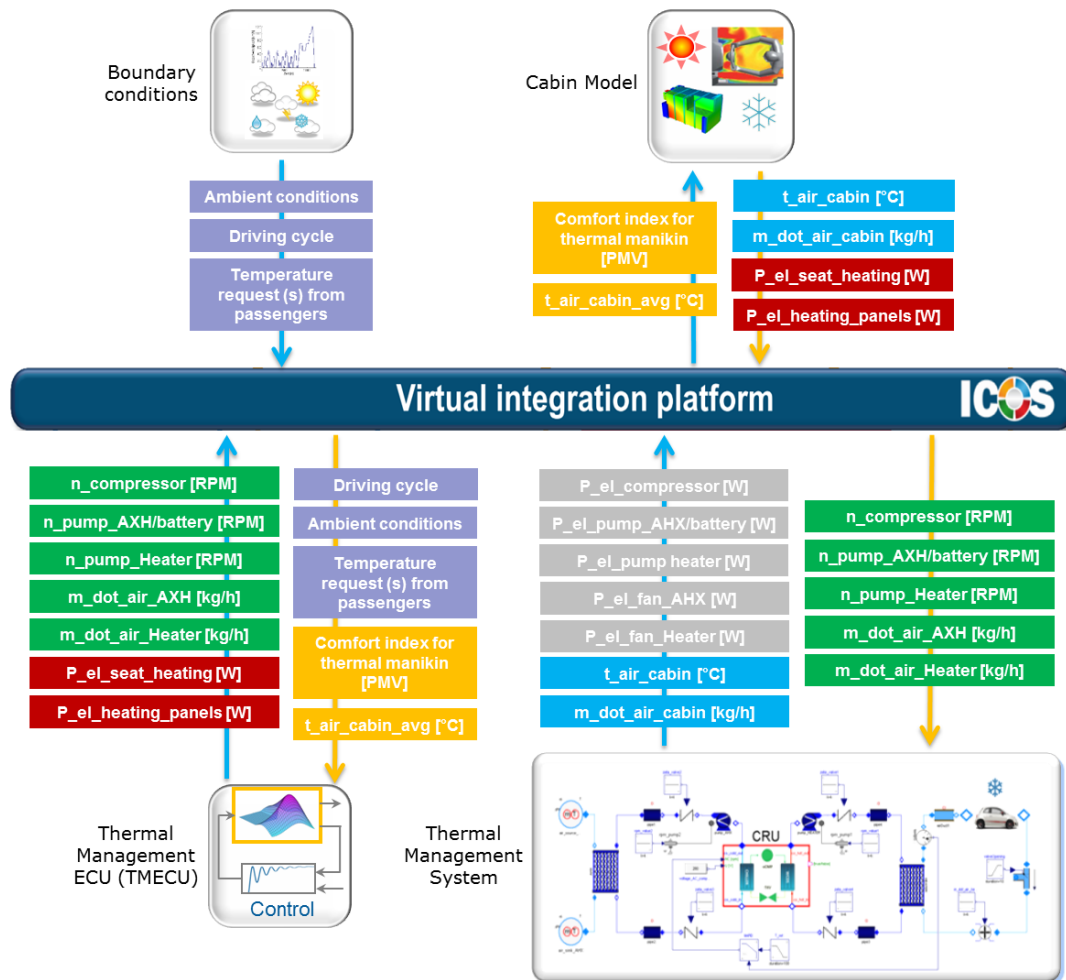 Boundary
conditions
Cabin Model
Ambient conditions
Driving cycle
Temperature
request (s) from
passengers
Comfort index for
thermal manikin
[PMV]
t_air_cabin_avg [°C]
t_air_cabin [°C]
m_dot_air_cabin [kg/h]
P_el_seat_heating [W]
P_el_heating_panels [W]
Virtual integration platform
ICOS
n_compressor [RPM]
n_pump_AXH/battery [RPM]
n_pump_Heater [RPM]
m_dot_air_AXH [kg/h]
m_dot_air_Heater [kg/h]
P_el_seat_heating [W]
P_el_heating_panels [W]
Driving cycle
Ambient conditions
Temperature
request (s) from
passengers
Comfort index for
thermal manikin
[PMV]
t_air_cabin_avg [°C]
P_el_compressor [W]
P_el_pump_AHX/battery [W]
P_el_pump heater [W]
P_el_fan_AHX [W]
P_el_fan_Heater [W]
t_air_cabin [°C]
m_dot_air_cabin [kg/h]
n_compressor [RPM]
n_pump_AXH/battery [RPM]
n_pump_Heater [RPM]
m_dot_air_AXH [kg/h]
m_dot_air_Heater [kg/h]
Thermal
Management
ECU (TMECU)
Control
Thermal
Management
System
CRU